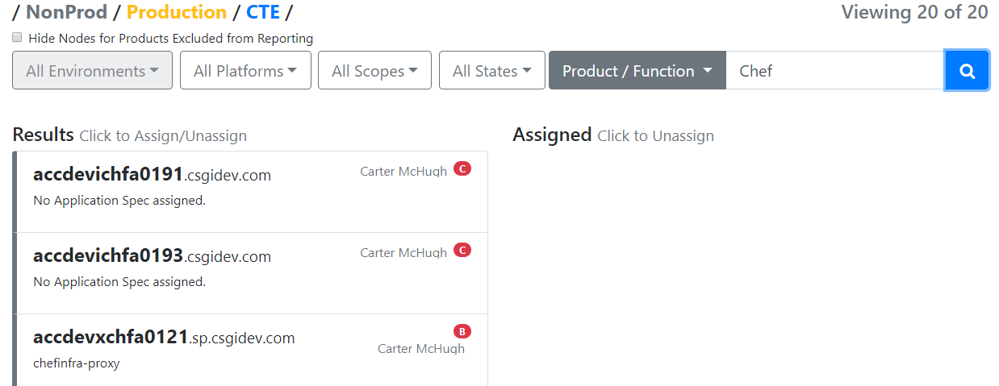 / NonProd / Production / CTE /
Viewing 20 of 20
Hide Nodes for Products Excluded from Reporting
All Environments All Platforms All Scopes All States Product / Function Chef
Results Click to Assign/Unassign
Assigned Click to Unassign
accdevichfa0191.csgidev.com
Carter McHugh C
No Application Spec assigned.
accdevichfa0193.csgidev.com
Carter McHugh C
No Application Spec assigned.
accdevxchfa0121.sp.csgidev.com
B
Carter McHugh
chefinfra-proxy